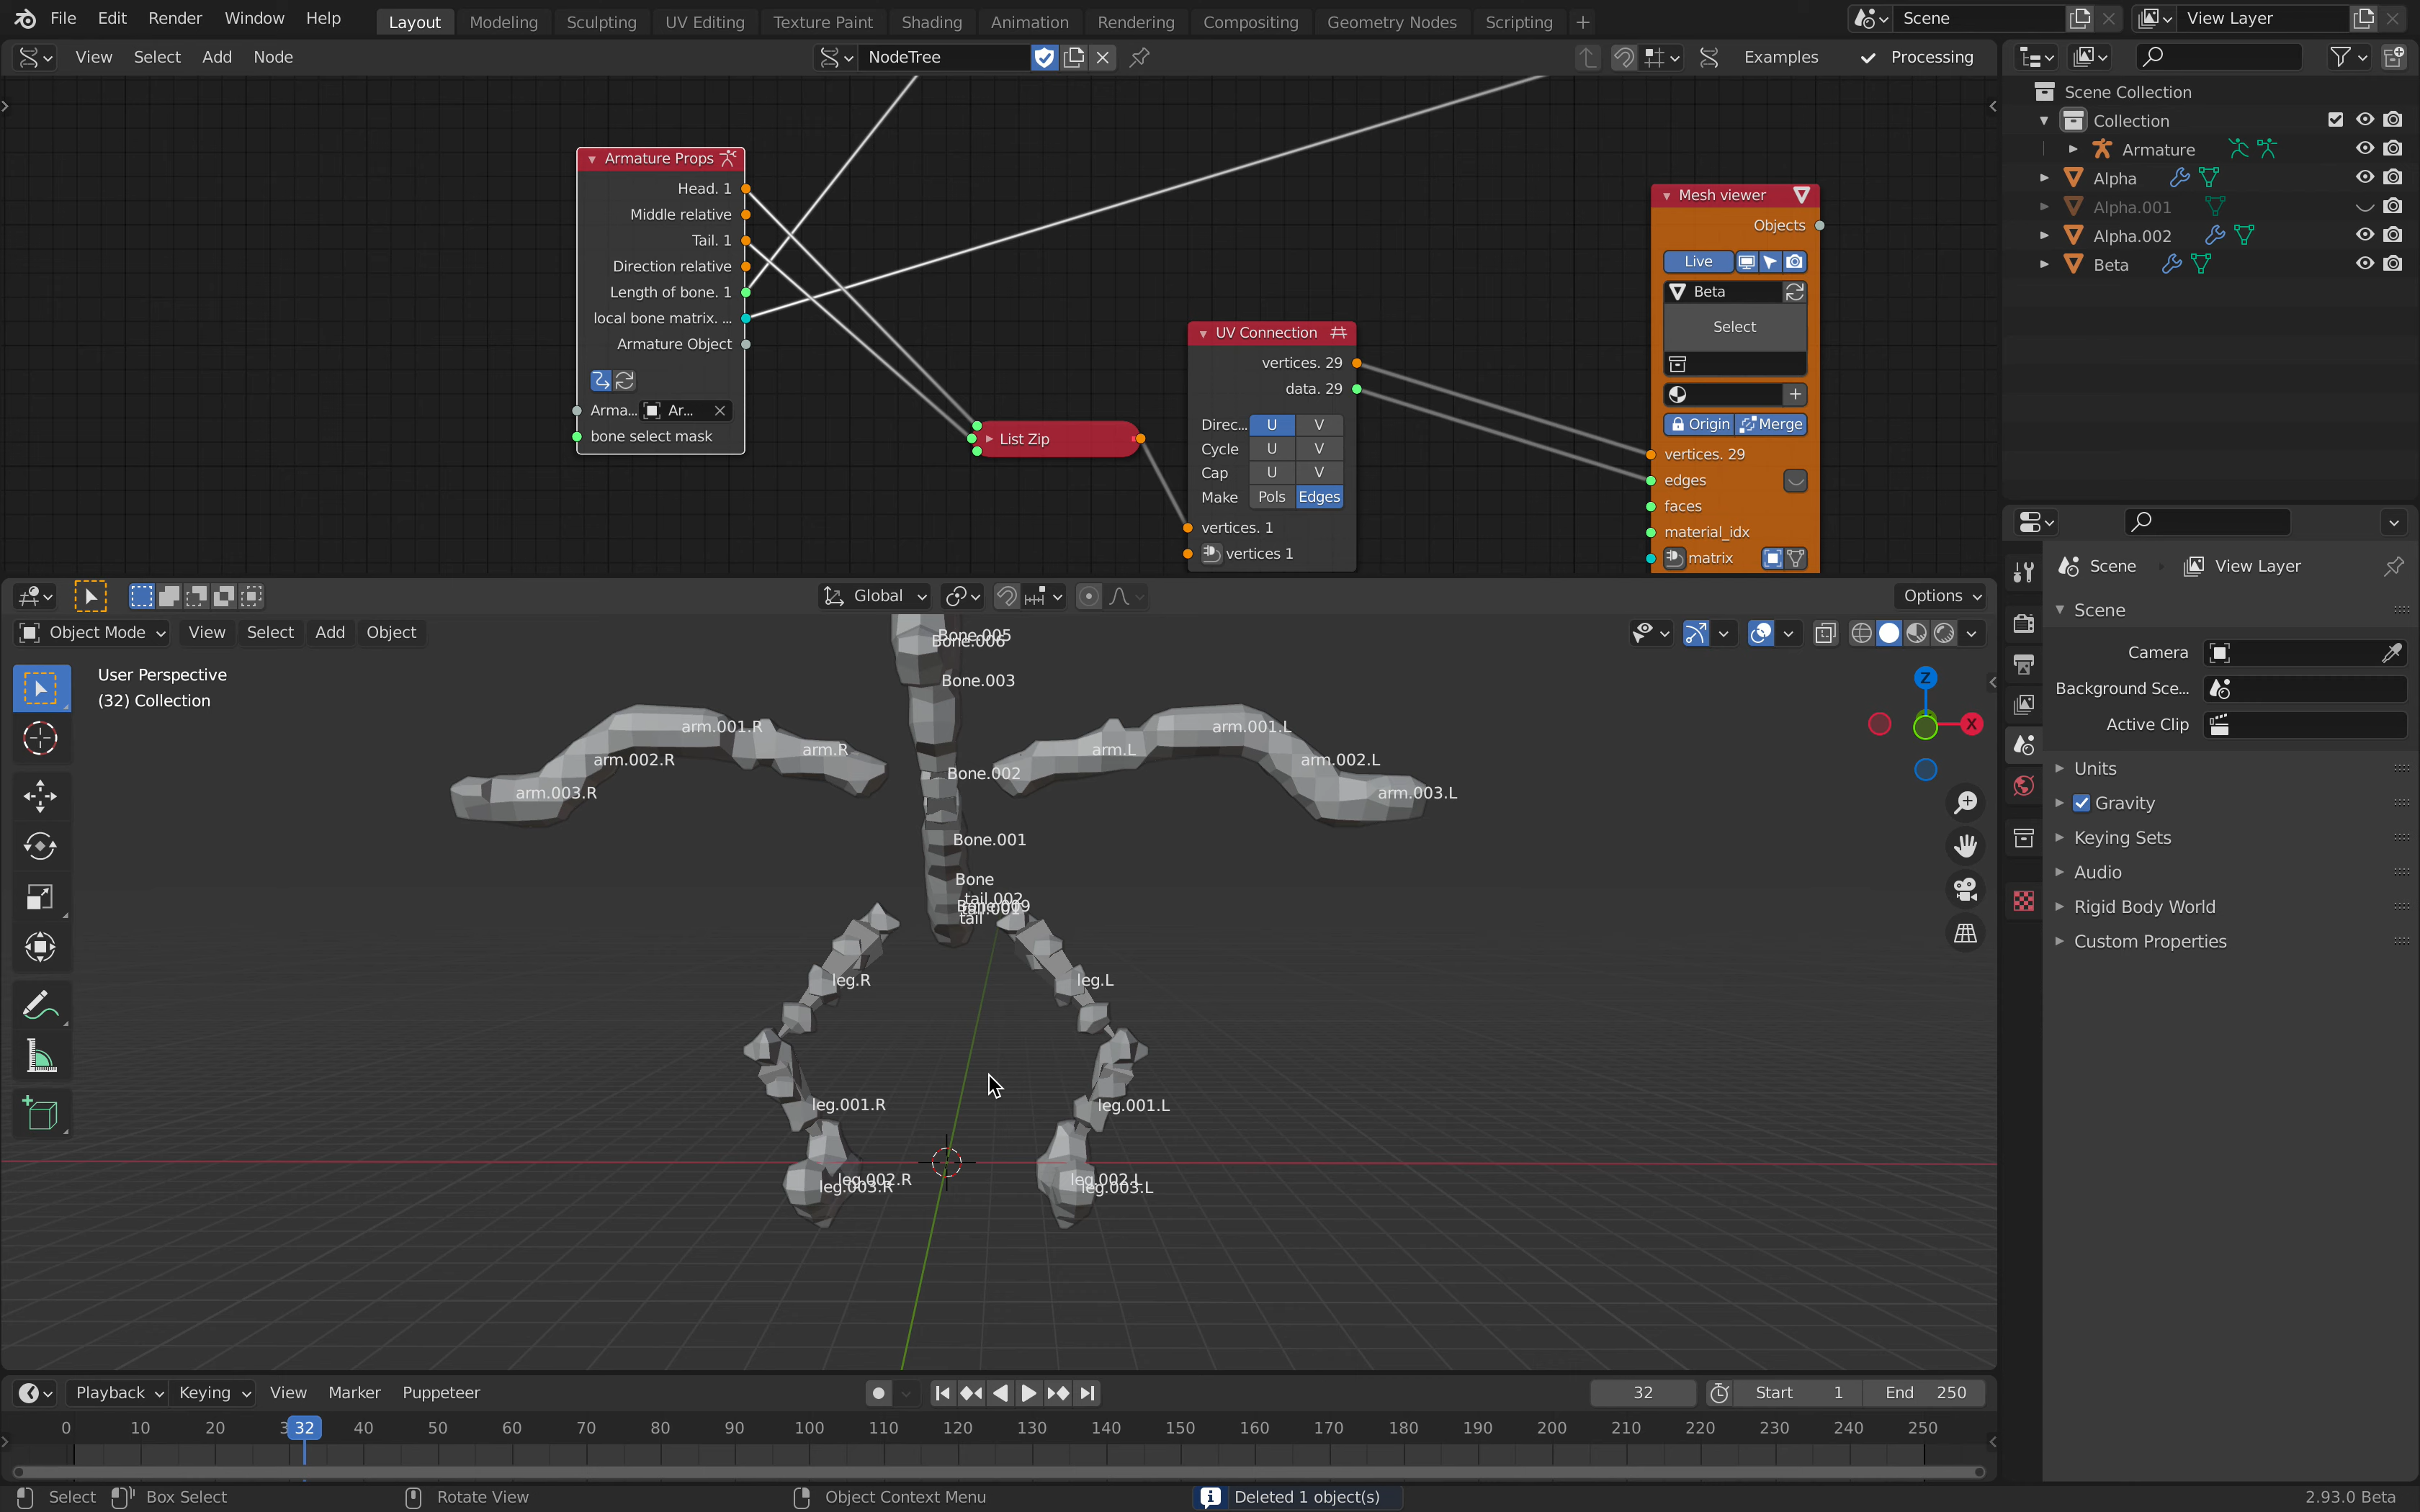 File Edit Render Window Help Layout Modeling Sculpting UV Editing Texture Paint Shading Animation Rendering Compositing Geometry Nodes Scripting + Scene View Layer
View Select Add Node NodeTree Examples Processing
Scene Collection
Collection
Armature
Alpha
Alpha.001
Alpha.002
Beta
Armature Props
Head. 1
Middle relative
Tail. 1
Direction relative
Length of bone. 1
local bone matrix. ...
Armature Object
Arma... Ar...
bone select mask
List Zip
UV Connection
vertices. 29
data. 29
Direc... U V
Cycle U V
Cap U V
Make Pols Edges
vertices. 1
vertices 1
Mesh viewer
Objects
Live
Beta
Select
Origin Merge
vertices. 29
edges
faces
material_idx
matrix
Global Options
Object Mode View Select Add Object
User Perspective
(32) Collection
Bone.005
Bone.006
Bone.003
arm.001.R
arm.R
arm.L
arm.001.L
arm.002.R
arm.002.L
Bone.002
arm.003.R
arm.003.L
Bone.001
Bone
tail.002
tail
leg.R
leg.L
leg.001.R
leg.001.L
leg.002.R
leg.003.R
leg.002.L
leg.003.L
Z
X
Scene View Layer
Scene
Camera
Background Sce...
Active Clip
Units
Gravity
Keying Sets
Audio
Rigid Body World
Custom Properties
Playback Keying View Marker Puppeteer 32 Start 1 End 250
0 10 20 32 40 50 60 70 80 90 100 110 120 130 140 150 160 170 180 190 200 210 220 230 240 250
Select Box Select Rotate View Object Context Menu Deleted 1 object(s) 2.93.0 Beta